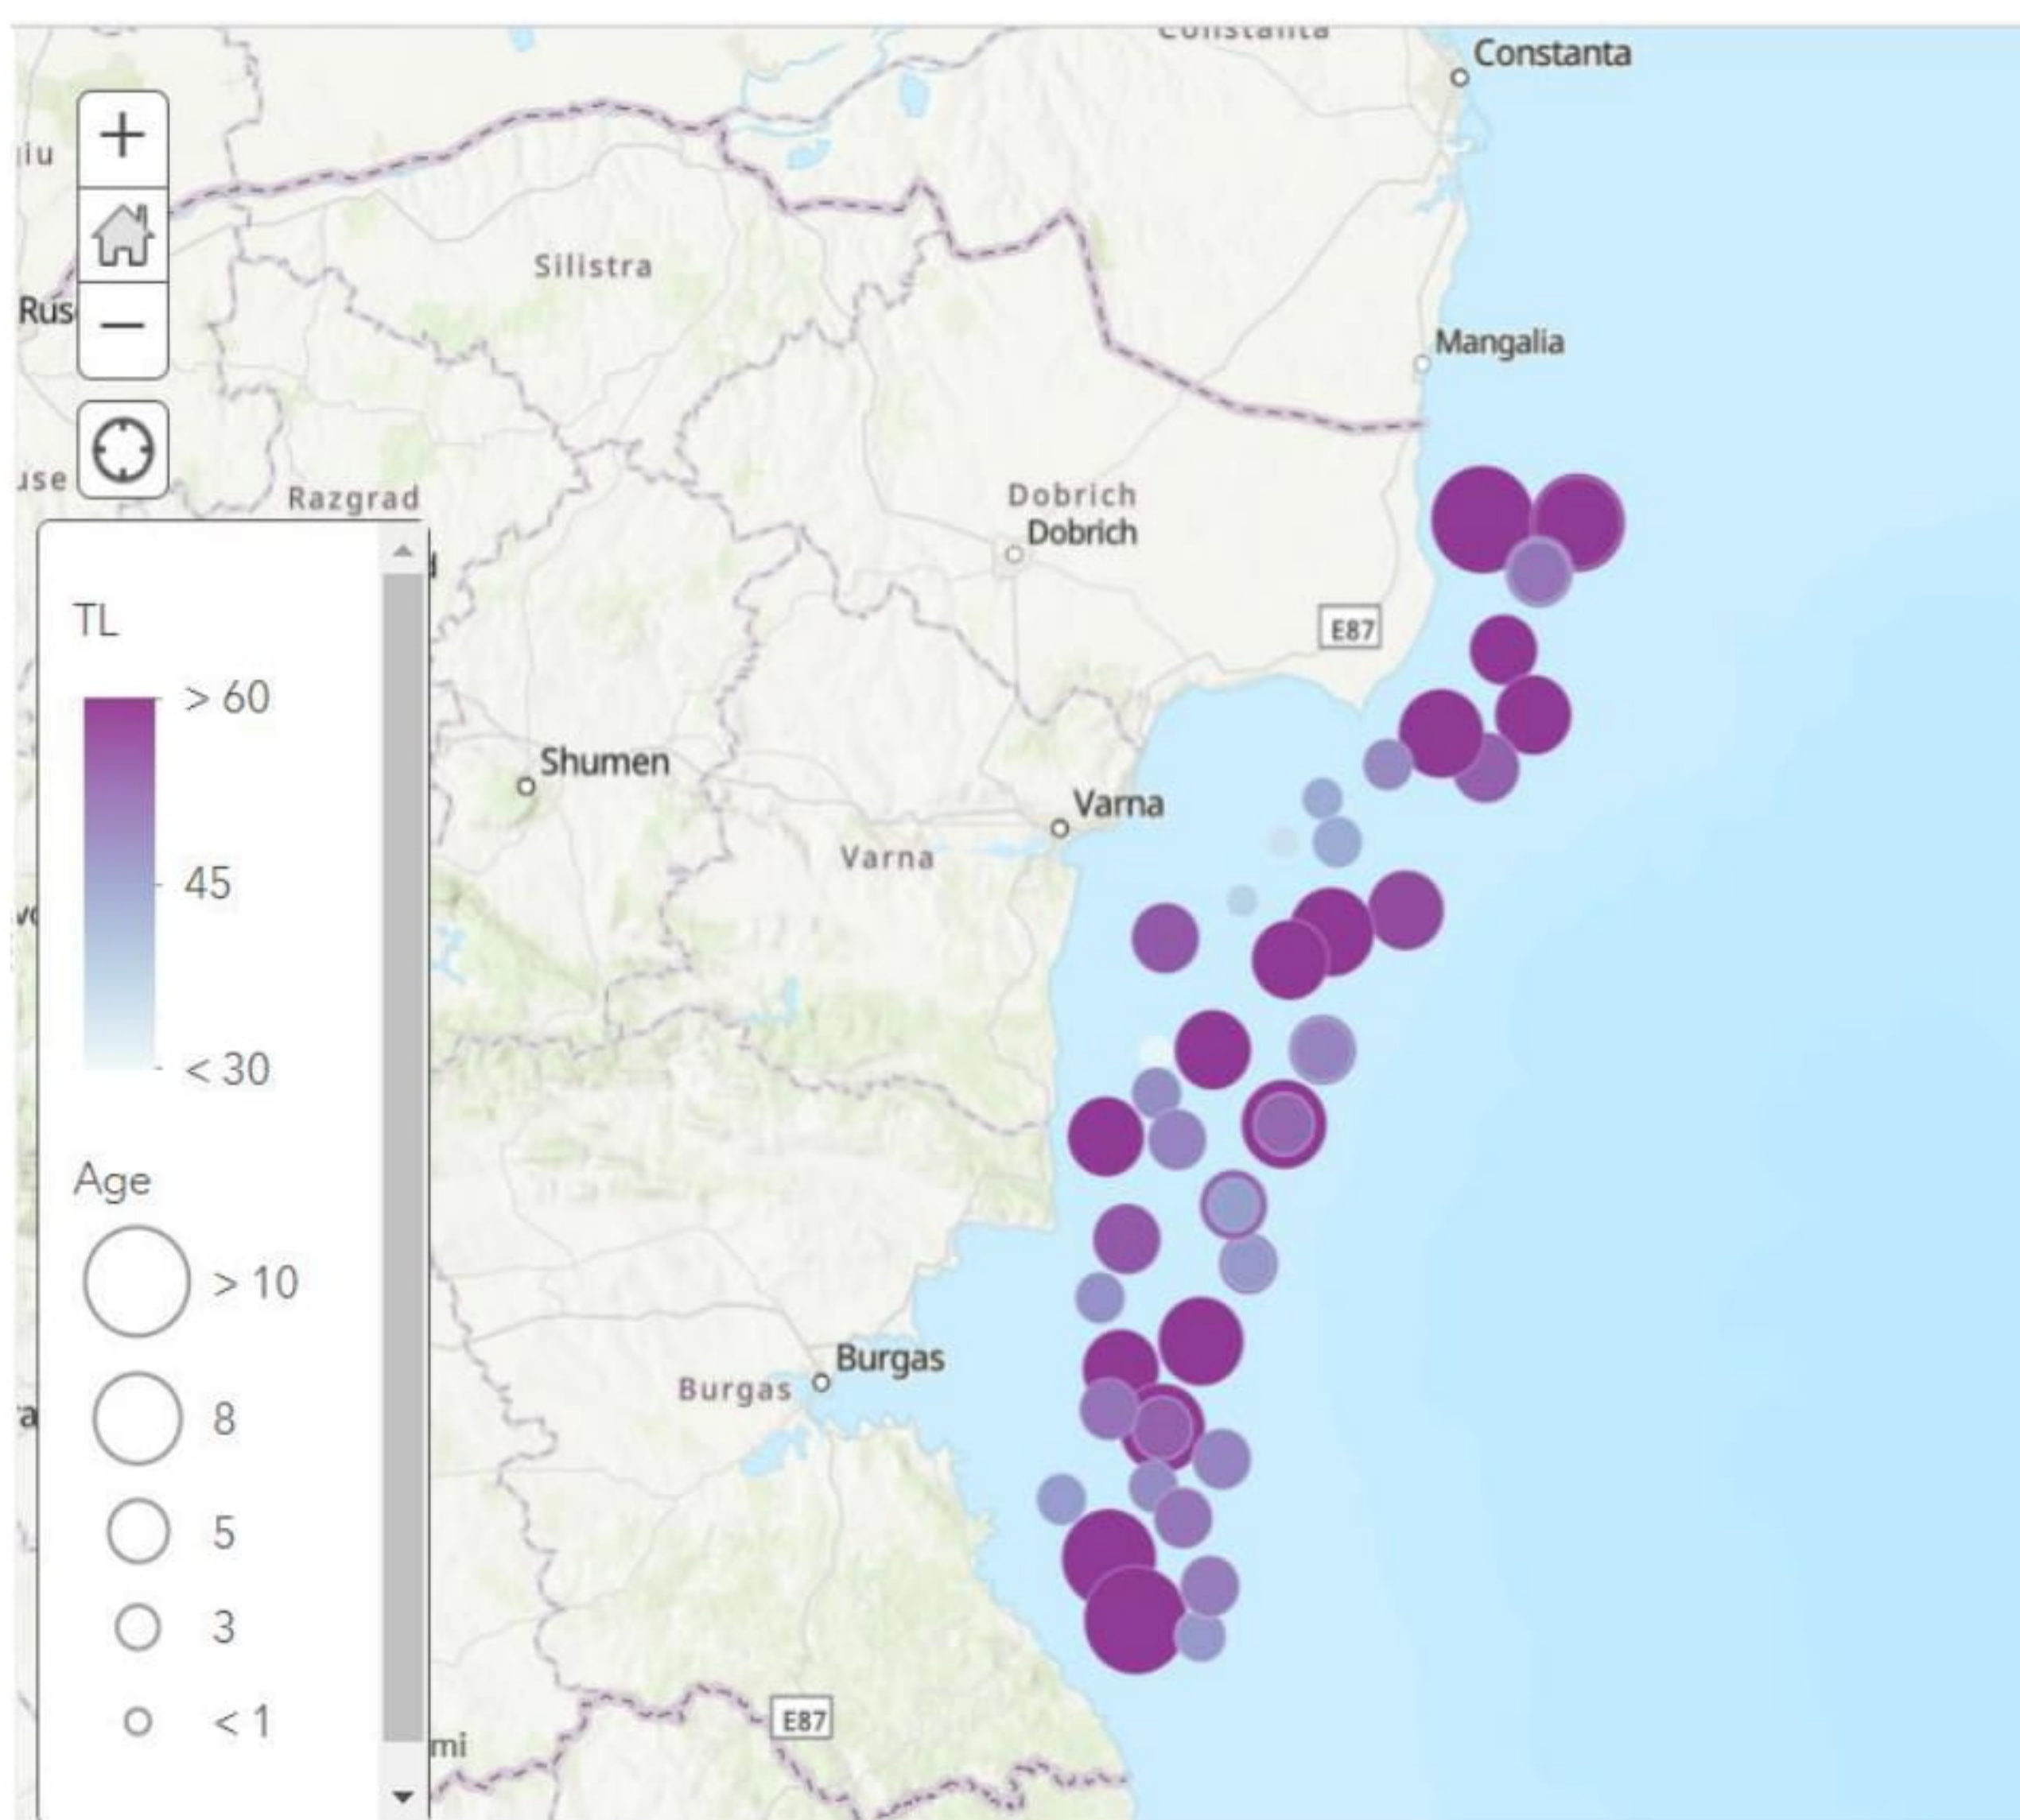 Constanta
Constanta
Silistra
Mangalia
Razgrad
Dobrich
Dobrich
E87
Shumen
Varna
Varna
Burgas
Burgas
E87
TL
> 60
45
< 30
Age
> 10
8
5
3
< 1